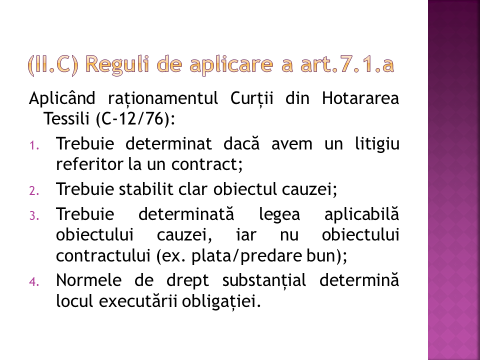 (II.C) Reguli de aplicare a art.7.1.a
Aplicând raționamentul Curții din Hotararea
Tessili (C-12/76):
1. Trebuie determinat dacă avem un litigiu
referitor la un contract;
2. Trebuie stabilit clar obiectul cauzei;
3. Trebuie determinată legea aplicabilă
obiectului cauzei, iar nu obiectului
contractului (ex. plata/predare bun);
4. Normele de drept substanțial determină
locul executării obligației.